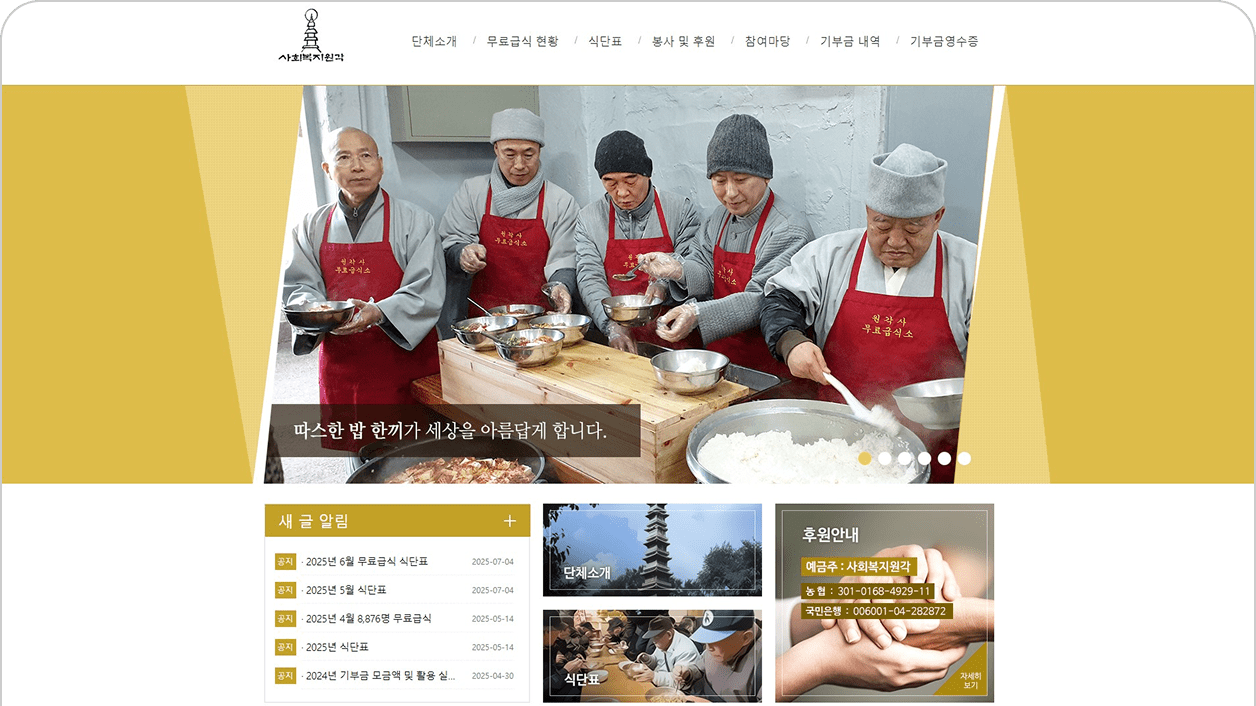 사회복지원각
단체소개 / 무료급식 현황 / 식단표 / 봉사 및 후원 / 참여마당 / 기부금 내역 / 기부금영수증
원각사
무료급식소
원각사
무료급식소
원각사
무료급식소
따스한 밥 한끼가 세상을 아름답게 합니다.
새 글 알림 +
공지 · 2025년 6월 무료급식 식단표 2025-07-04
공지 · 2025년 5월 식단표 2025-07-04
공지 · 2025년 4월 8,876명 무료급식 2025-05-14
공지 · 2025년 식단표 2025-05-14
공지 · 2024년 기부금 모금액 및 활용 실... 2025-04-30
단체소개
식단표
후원안내
예금주 : 사회복지원각
농협 : 301-0168-4929-11
국민은행 : 006001-04-282872
자세히
보기